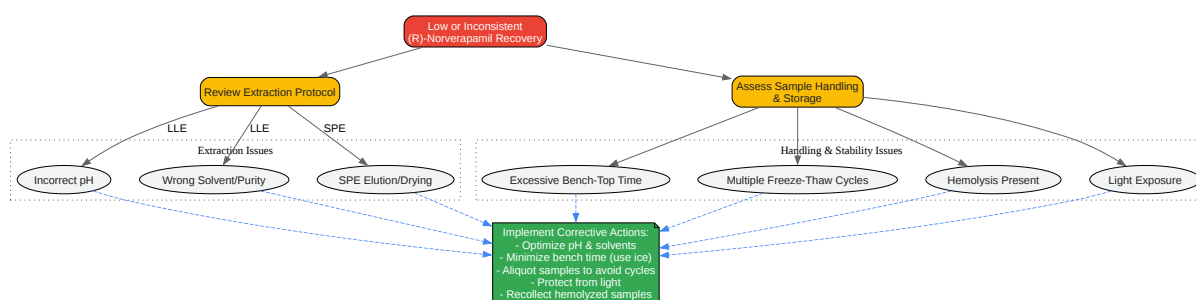 Low or Inconsistent
(R)-Norverapamil Recovery
Review Extraction Protocol
Assess Sample Handling
& Storage
LLE
LLE
SPE
Extraction Issues
Handling & Stability Issues
Incorrect pH
Wrong Solvent/Purity
SPE Elution/Drying
Excessive Bench-Top Time
Multiple Freeze-Thaw Cycles
Hemolysis Present
Light Exposure
Implement Corrective Actions:
- Optimize pH & solvents
- Minimize bench time (use ice)
- Aliquot samples to avoid cycles
- Protect from light
- Recollect hemolyzed samples